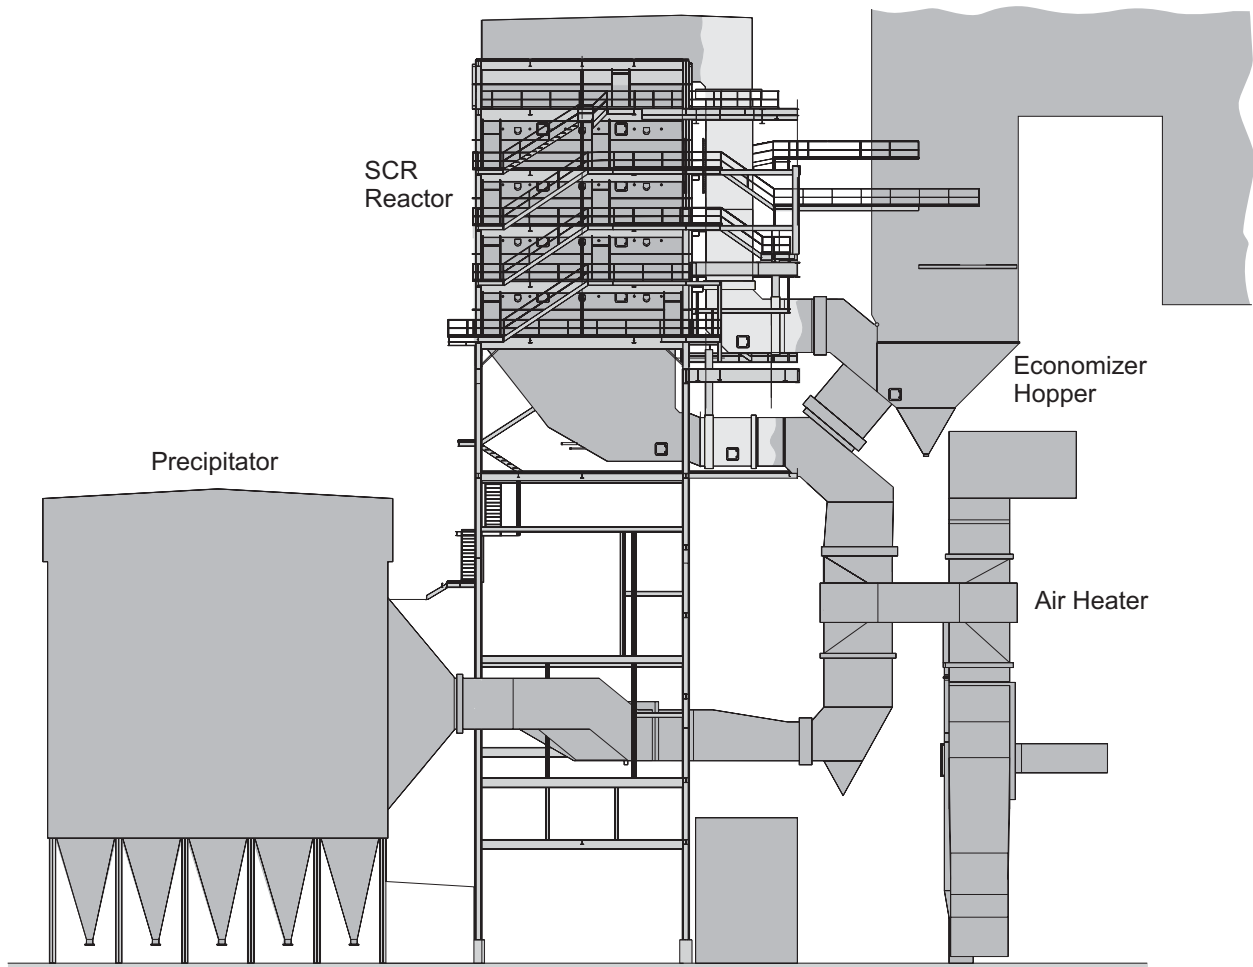 SCR
Reactor
Economizer
Hopper
Precipitator
Air Heater